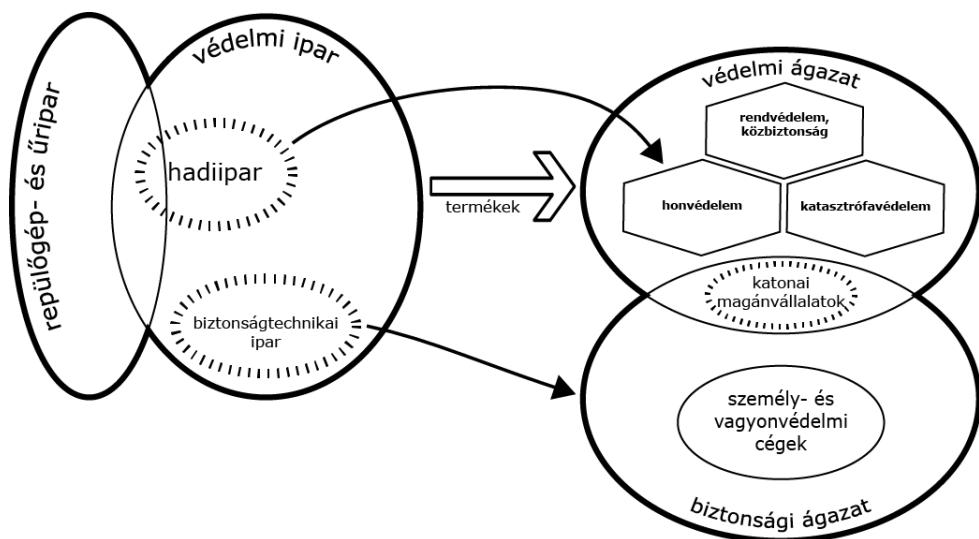 repülőgép- és űripar
védelmi ipar
hadiipar
biztonságtechnikai
ipar
termékek
védelmi ágazat
rendvédelem,
közbiztonság
honvédelem
katasztrófavédelem
katonai
magánvállalatok
személy- és
vagyonvédelmi
cégek
biztonsági ágazat